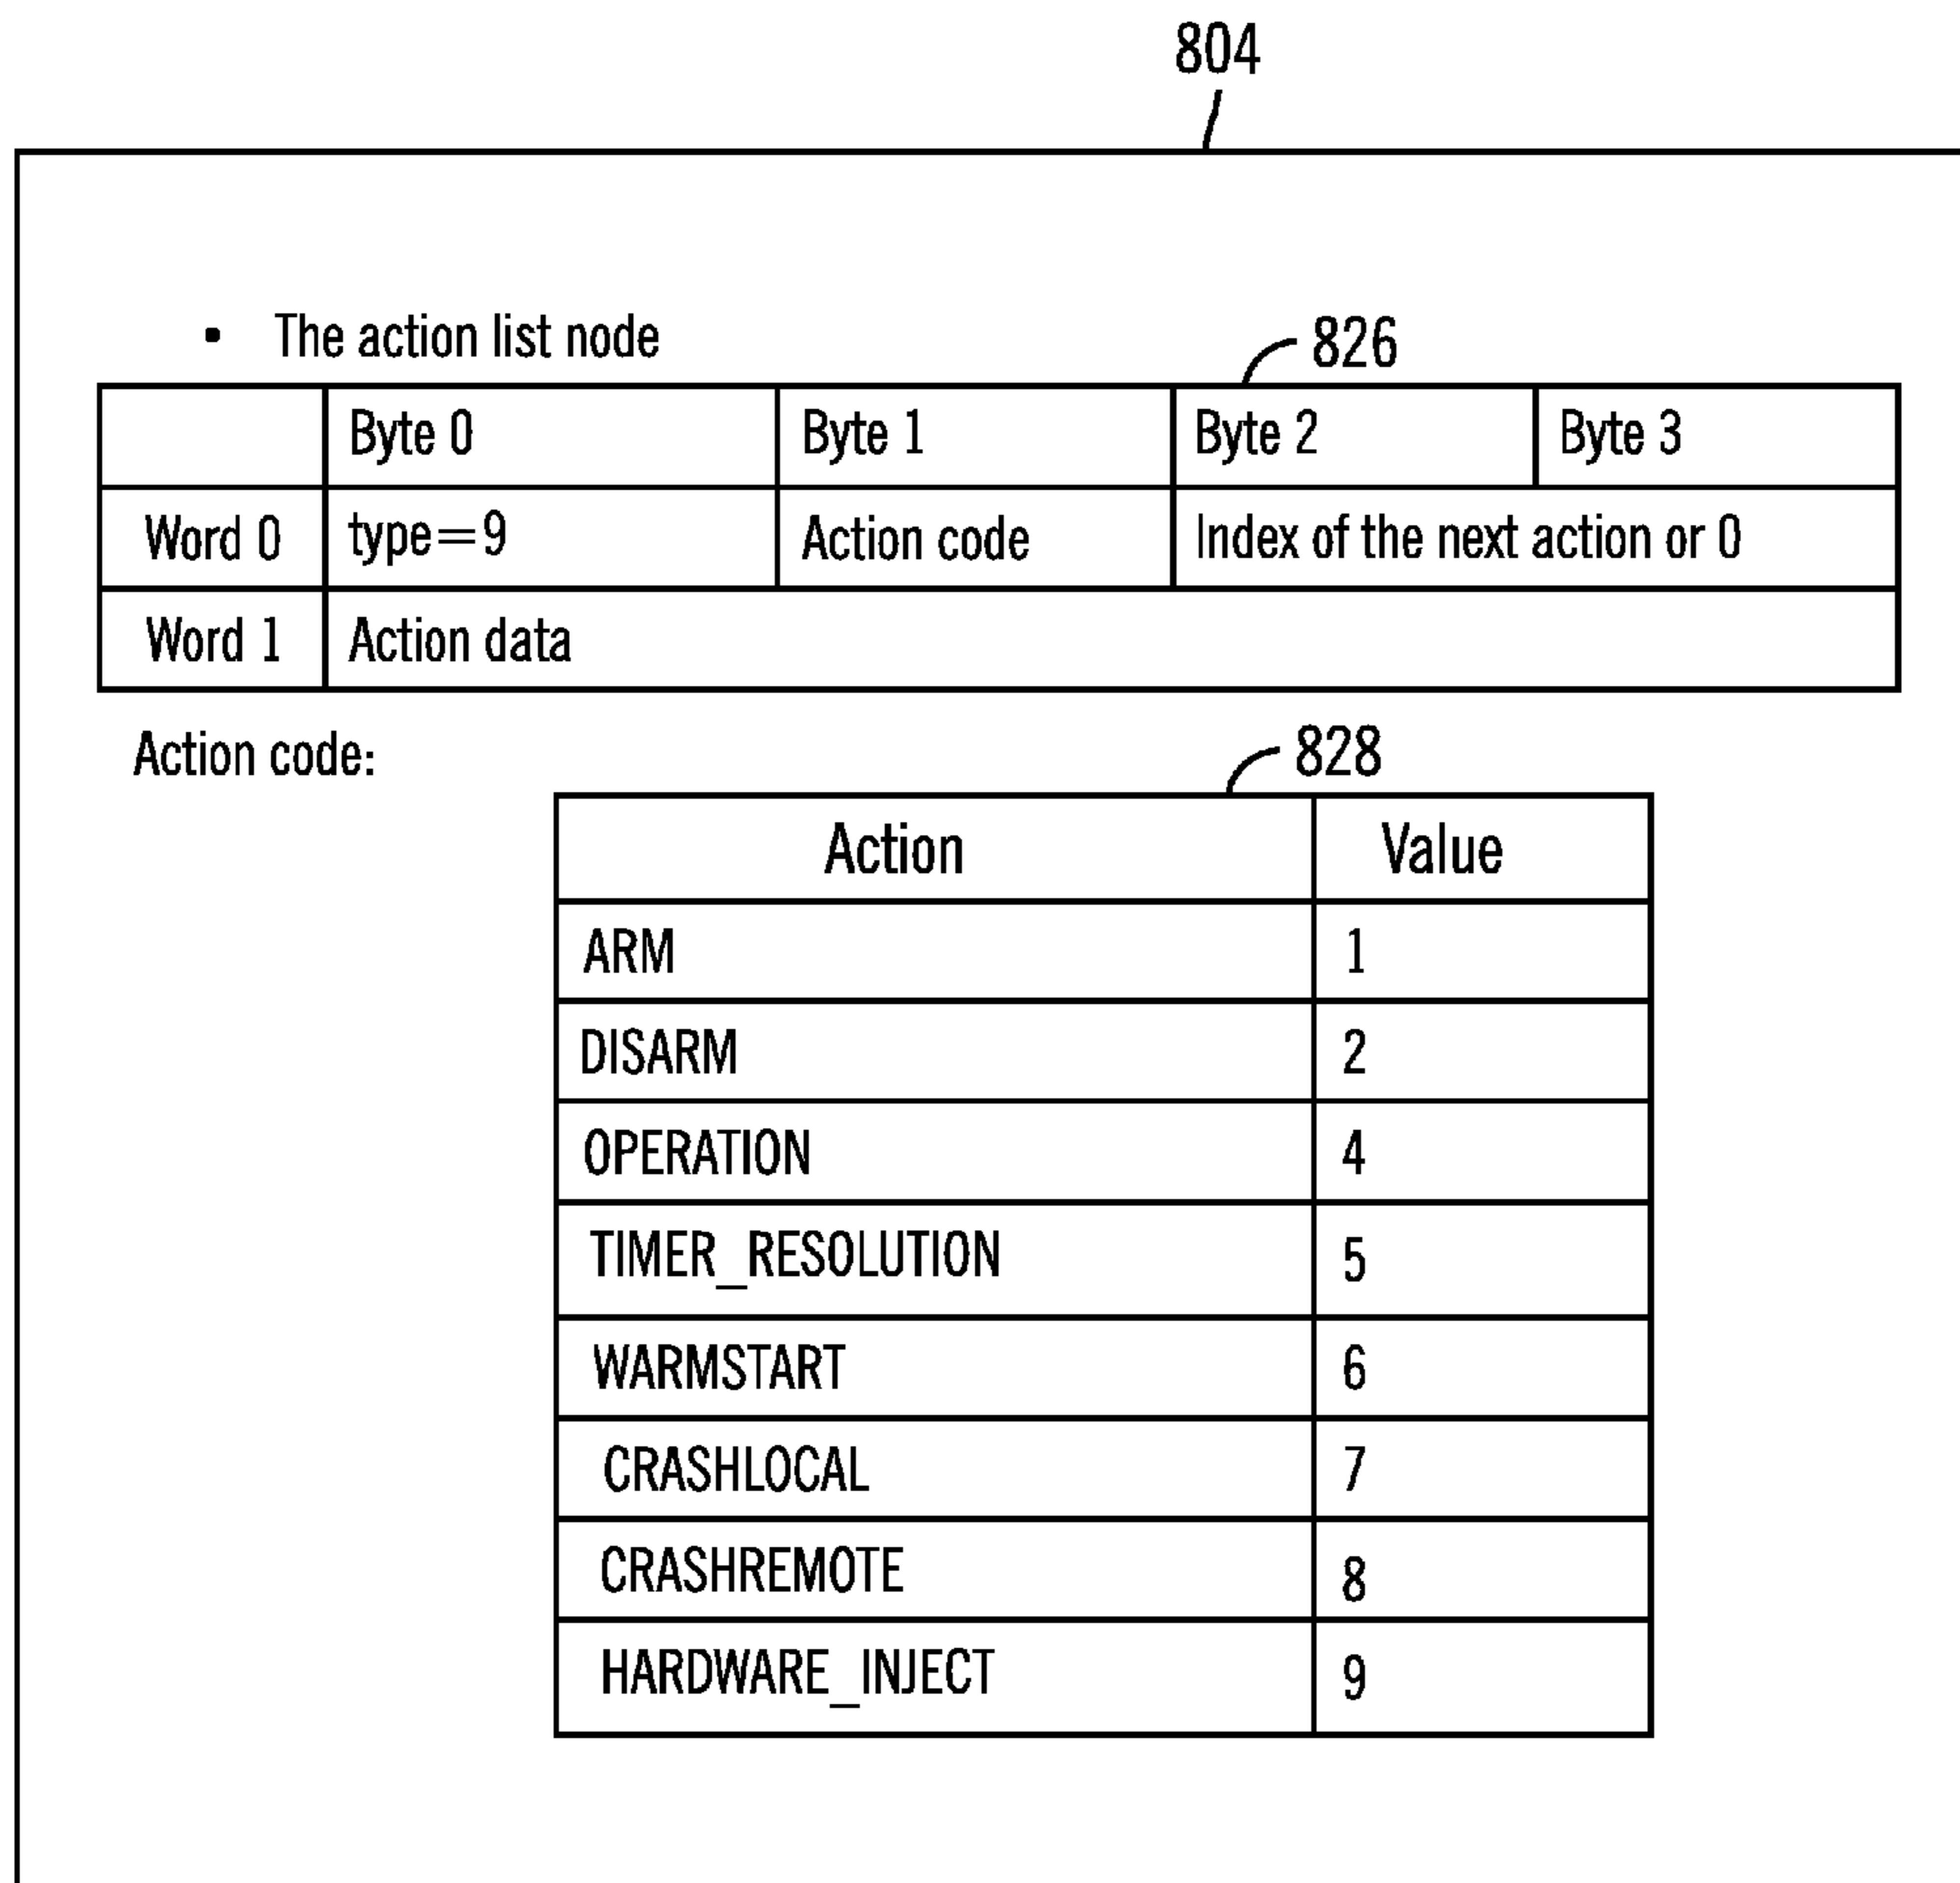 804
• The action list node
826
Byte 0 Byte 1 Byte 2 Byte 3
Word 0 type=9 Action code Index of the next action or 0
Word 1 Action data
Action code:
828
Action Value
ARM 1
DISARM 2
OPERATION 4
TIMER_RESOLUTION 5
WARMSTART 6
CRASHLOCAL 7
CRASHREMOTE 8
HARDWARE_INJECT 9